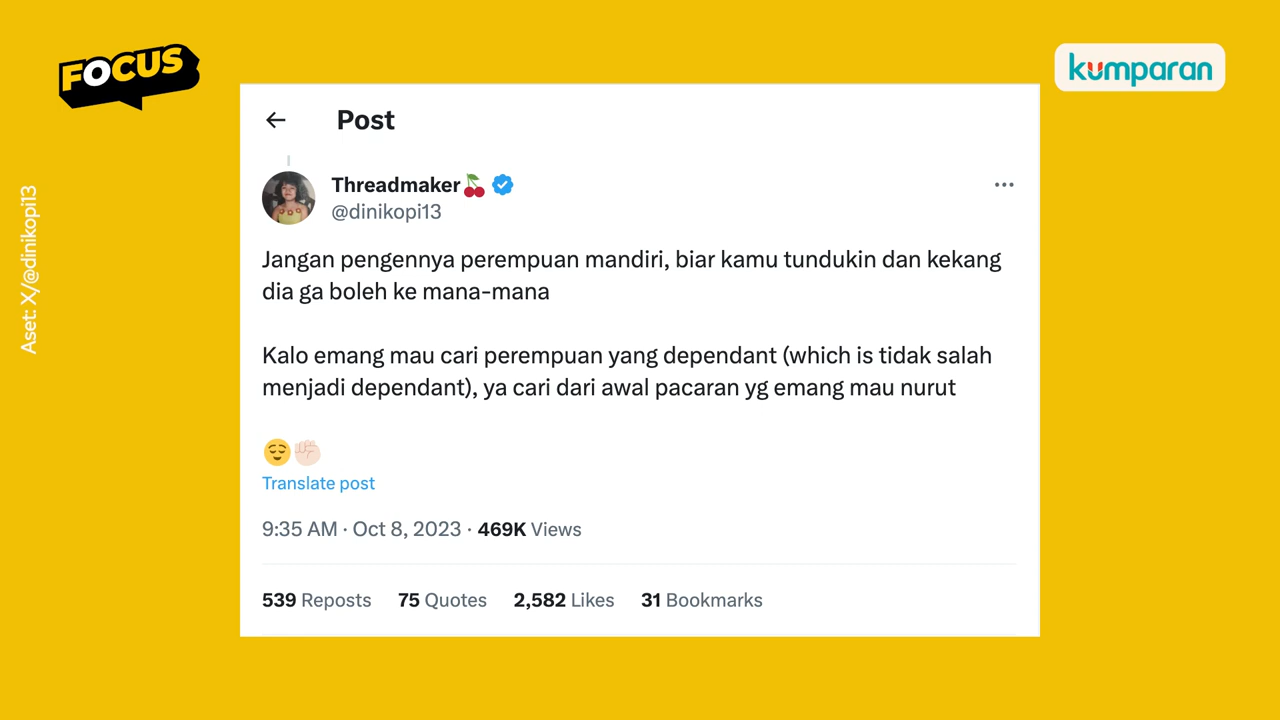 FOCUS
kumparan
Aset: X/@dinikopi13
Post
Threadmaker🍒
@dinikopi13
Jangan pengennya perempuan mandiri, biar kamu tundukin dan kekang
dia ga boleh ke mana-mana
Kalo emang mau cari perempuan yang dependant (which is tidak salah
menjadi dependant), ya cari dari awal pacaran yg emang mau nurut
😌✊🏻
Translate post
9:35 AM · Oct 8, 2023 · 469K Views
539 Reposts 75 Quotes 2,582 Likes 31 Bookmarks